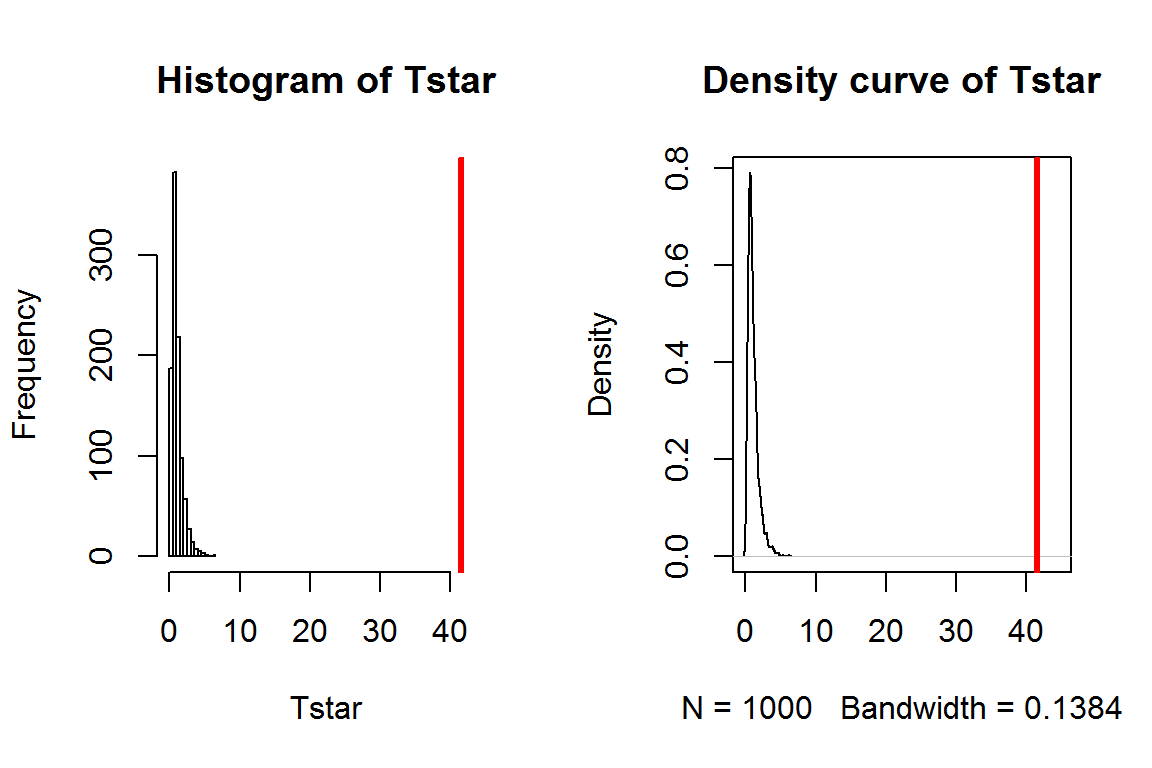 Histogram of Tstar
Frequency
300
200
100
0
0 10 20 30 40
Tstar
Density curve of Tstar
Density
0.8
0.6
0.4
0.2
0.0
0 10 20 30 40
N = 1000 Bandwidth = 0.1384